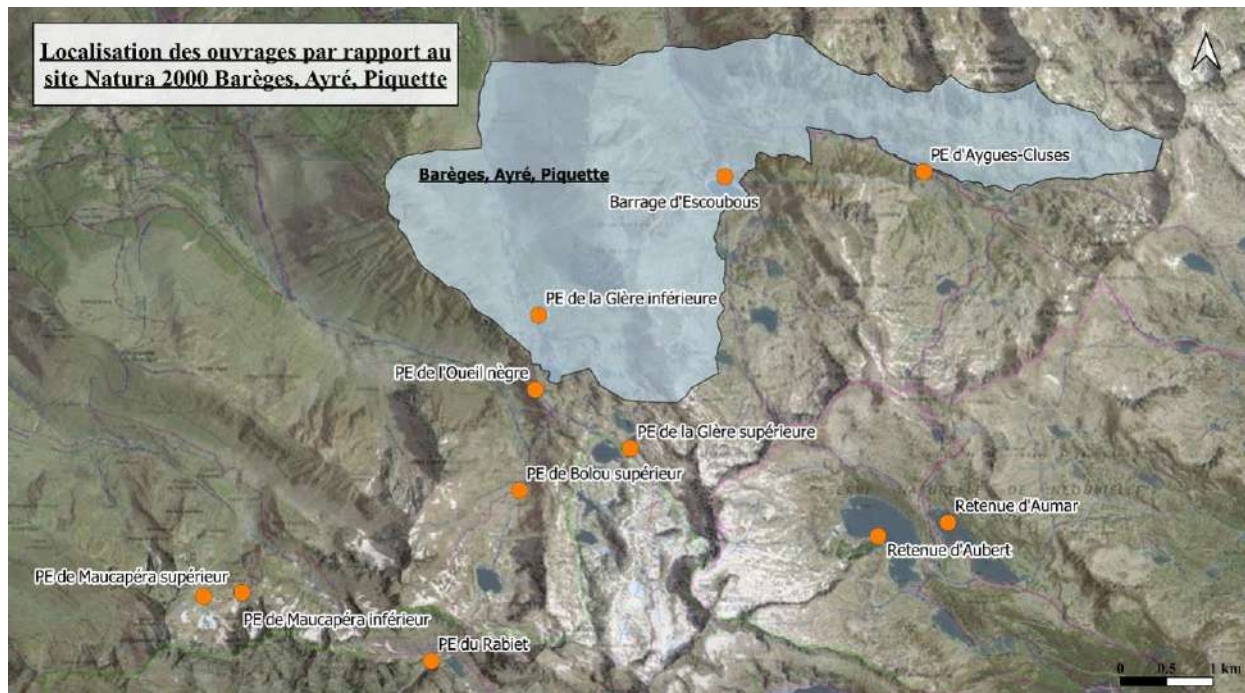 Localisation des ouvrages par rapport au
site Natura 2000 Barèges, Ayré, Piquette
PE d'Aygues-Cluses
Barèges, Ayré, Piquette
Barrage d'Escoubous
PE de la Glère inférieure
PE de l'Oueil nègre
PE de la Glère supérieure
PE de Bolou supérieur
Retenue d'Aumar
Retenue d'Aubert
PE de Maucapéra supérieur
PE de Maucapéra inférieur
PE du Rabiet
0 0.5 1 km